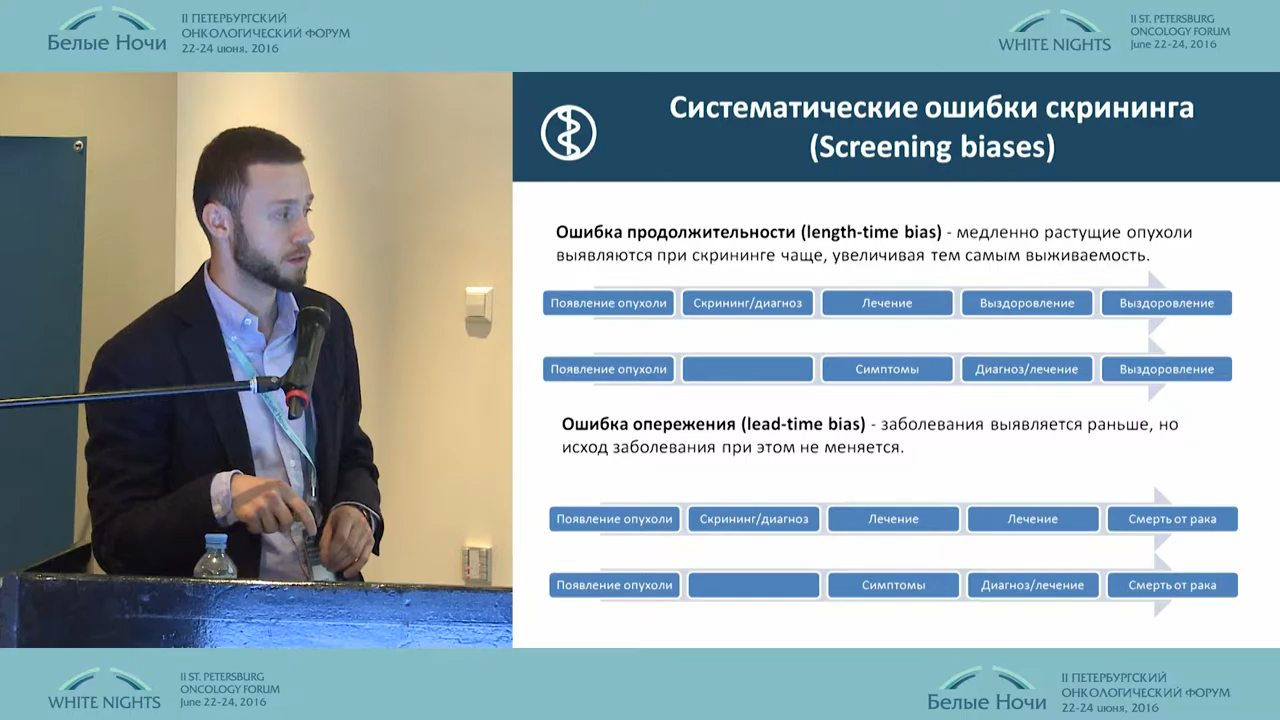 Белые Ночи
II ПЕТЕРБУРГСКИЙ
ОНКОЛОГИЧЕСКИЙ ФОРУМ
22-24 июня, 2016
WHITE NIGHTS
II ST. PETERSBURG
ONCOLOGY FORUM
June 22-24, 2016
Систематические ошибки скрининга
(Screening biases)
Ошибка продолжительности (length-time bias) - медленно растущие опухоли
выявляются при скрининге чаще, увеличивая тем самым выживаемость.
Появление опухоли Скрининг/диагноз Лечение Выздоровление Выздоровление
Появление опухоли Симптомы Диагноз/лечение Выздоровление
Ошибка опережения (lead-time bias) - заболевания выявляется раньше, но
исход заболевания при этом не меняется.
Появление опухоли Скрининг/диагноз Лечение Лечение Смерть от рака
Появление опухоли Симптомы Диагноз/лечение Смерть от рака
WHITE NIGHTS
II ST. PETERSBURG
ONCOLOGY FORUM
June 22-24, 2016
Белые Ночи
II ПЕТЕРБУРГСКИЙ
ОНКОЛОГИЧЕСКИЙ ФОРУМ
22-24 июня, 2016